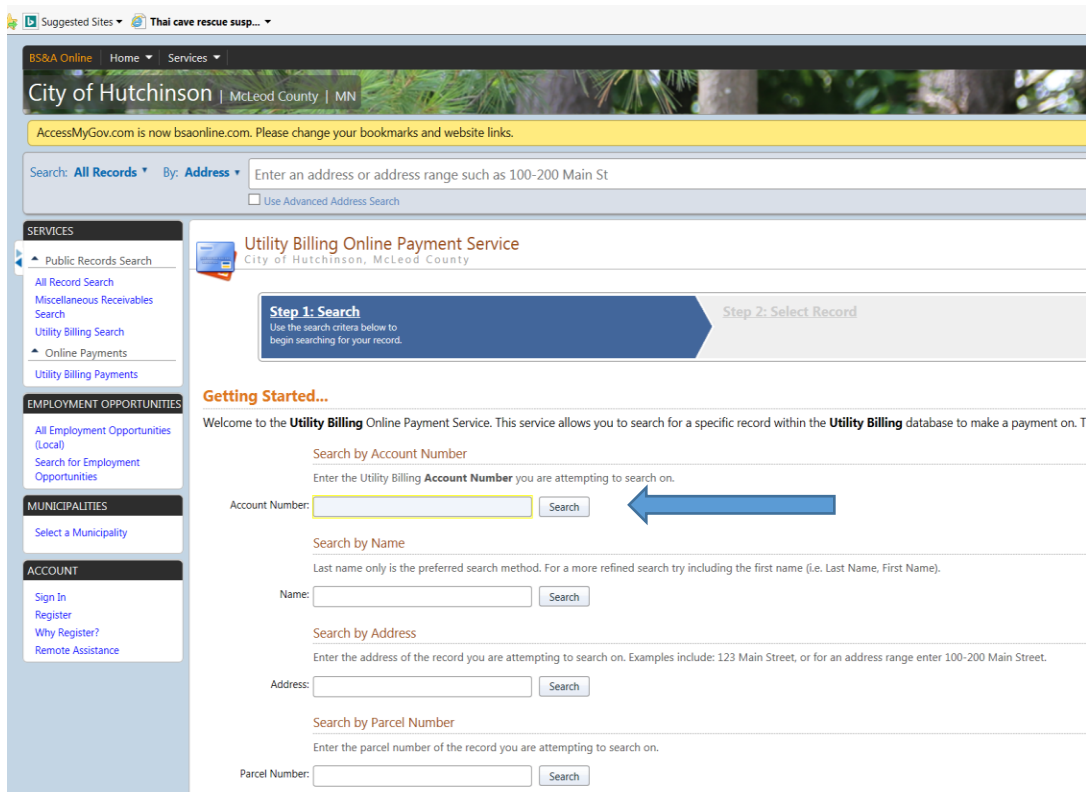 Suggested Sites ▾ Thai cave rescue susp... ▾
BS&A Online Home ▾ Services ▾
City of Hutchinson | McLeod County | MN
AccessMyGov.com is now bsaonline.com. Please change your bookmarks and website links.
Search: All Records ▾ By: Address ▾ Enter an address or address range such as 100-200 Main St
Use Advanced Address Search
SERVICES
Public Records Search
All Record Search
Miscellaneous Receivables
Search
Utility Billing Search
Online Payments
Utility Billing Payments
EMPLOYMENT OPPORTUNITIES
All Employment Opportunities
(Local)
Search for Employment
Opportunities
MUNICIPALITIES
Select a Municipality
ACCOUNT
Sign In
Register
Why Register?
Remote Assistance
Utility Billing Online Payment Service
City of Hutchinson, McLeod County
Step 1: Search
Use the search critera below to
begin searching for your record.
Step 2: Select Record
Getting Started...
Welcome to the Utility Billing Online Payment Service. This service allows you to search for a specific record within the Utility Billing database to make a payment on. T
Search by Account Number
Enter the Utility Billing Account Number you are attempting to search on.
Account Number: Search
Search by Name
Last name only is the preferred search method. For a more refined search try including the first name (i.e. Last Name, First Name).
Name: Search
Search by Address
Enter the address of the record you are attempting to search on. Examples include: 123 Main Street, or for an address range enter 100-200 Main Street.
Address: Search
Search by Parcel Number
Enter the parcel number of the record you are attempting to search on.
Parcel Number: Search